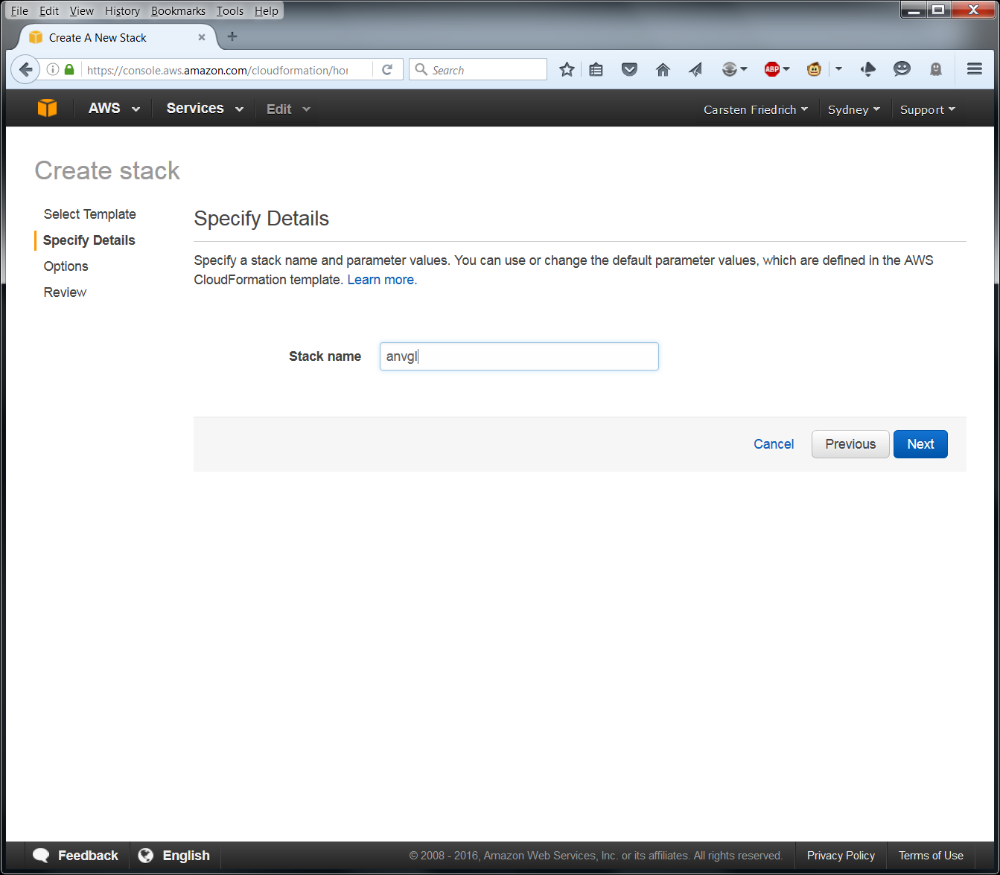 File Edit View History Bookmarks Tools Help
Create A New Stack
https://console.aws.amazon.com/cloudformation/hor
Search
ABP
AWS Services Edit Carsten Friedrich Sydney Support
Create stack
Select Template
Specify Details
Options
Review
Specify Details
Specify a stack name and parameter values. You can use or change the default parameter values, which are defined in the AWS
CloudFormation template. Learn more.
Stack name anvgl
Cancel Previous Next
Feedback English © 2008 - 2016, Amazon Web Services, Inc. or its affiliates. All rights reserved. Privacy Policy Terms of Use